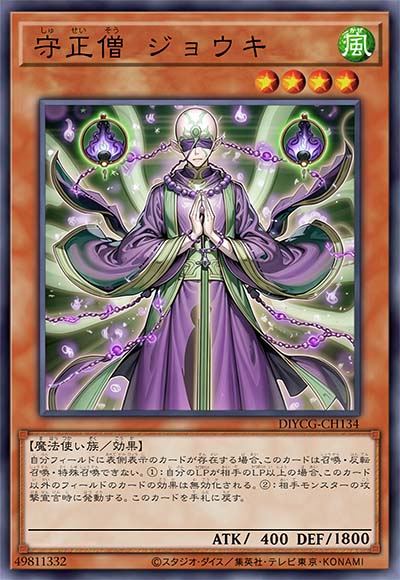 しゅ せい そう
守正僧 ジョウキ
かぜ
風
DIYCG-CH134
【魔法使い族／効果】
自分フィールドに表側表示のカードが存在する場合、このカードは召喚・反転
召喚・特殊召喚できない。①：自分のLPが相手のLP以上の場合、このカード
以外のフィールドのカードの効果は無効化される。②：相手モンスターの攻
撃宣言時に発動する。このカードを手札に戻す。
ATK/ 400 DEF/1800
49811332
©スタジオ・ダイス／集英社・テレビ東京・KONAMI